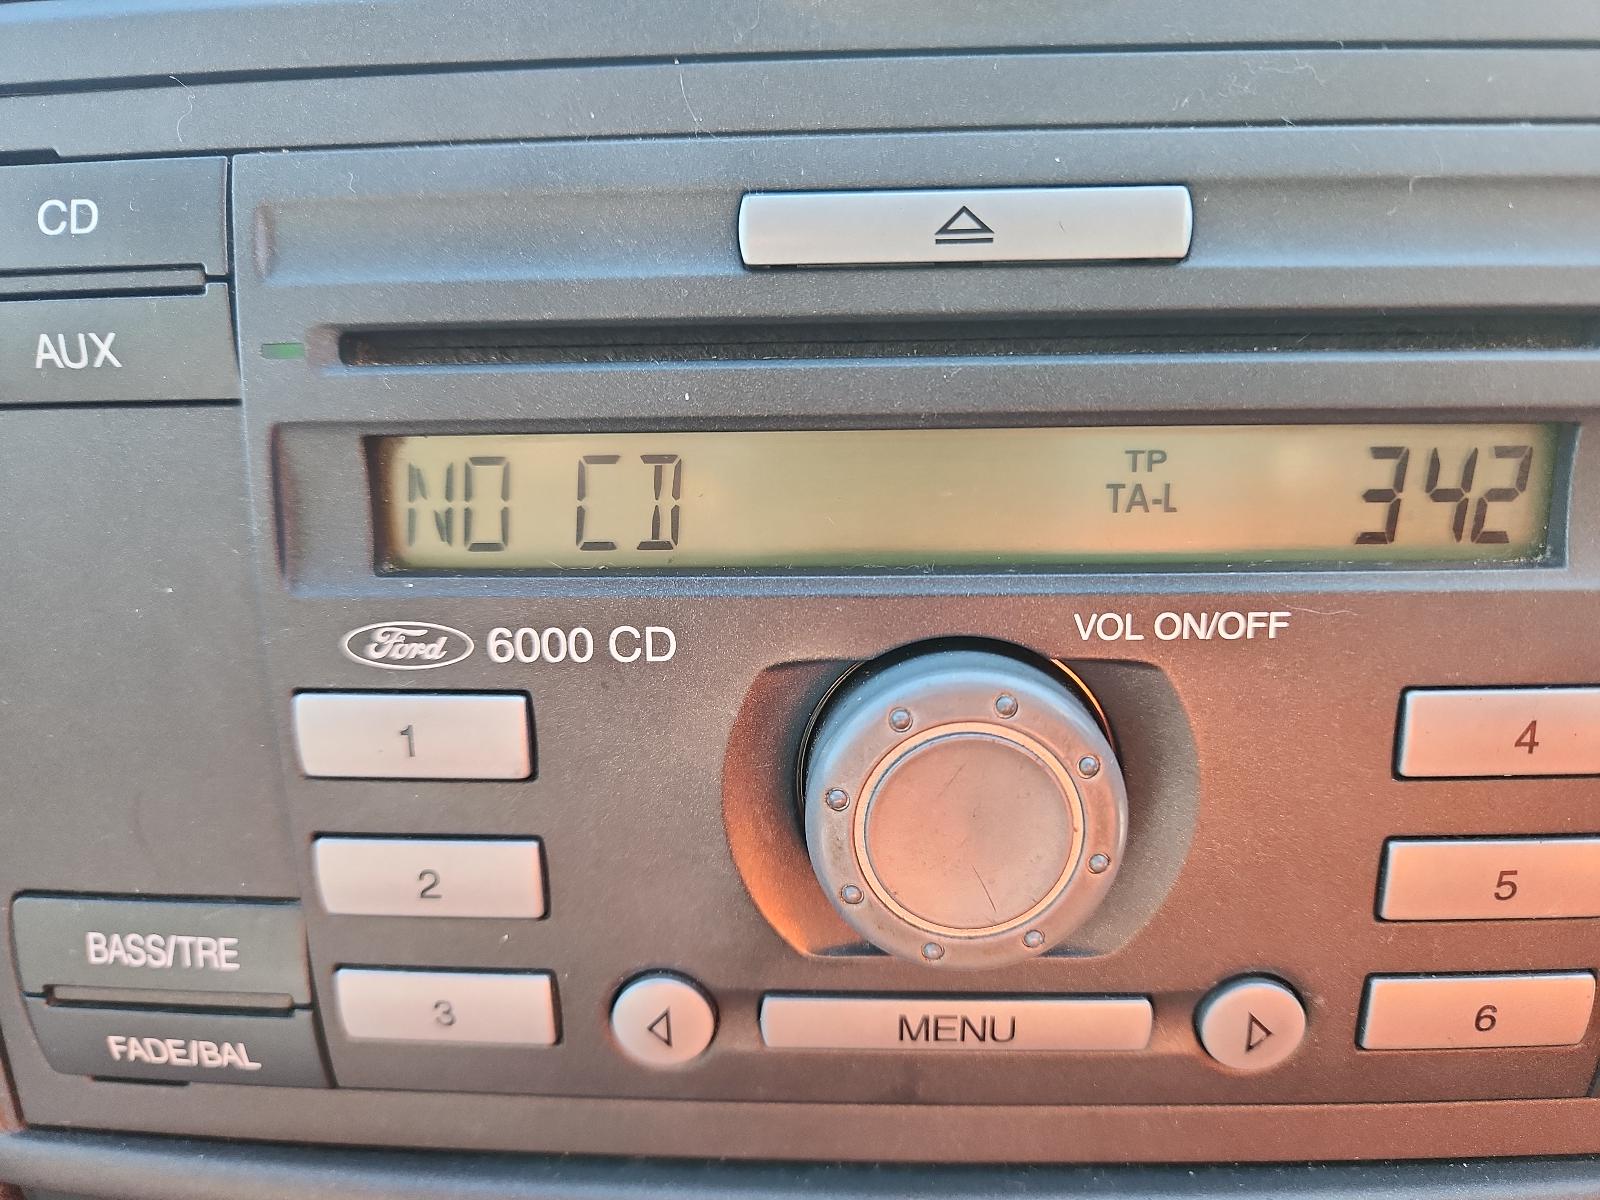 CD
AUX
NO CD
TP
TA-L
342
Ford 6000 CD
VOL ON/OFF
1
4
2
5
BASS/TRE
3
MENU
6
FADE/BAL